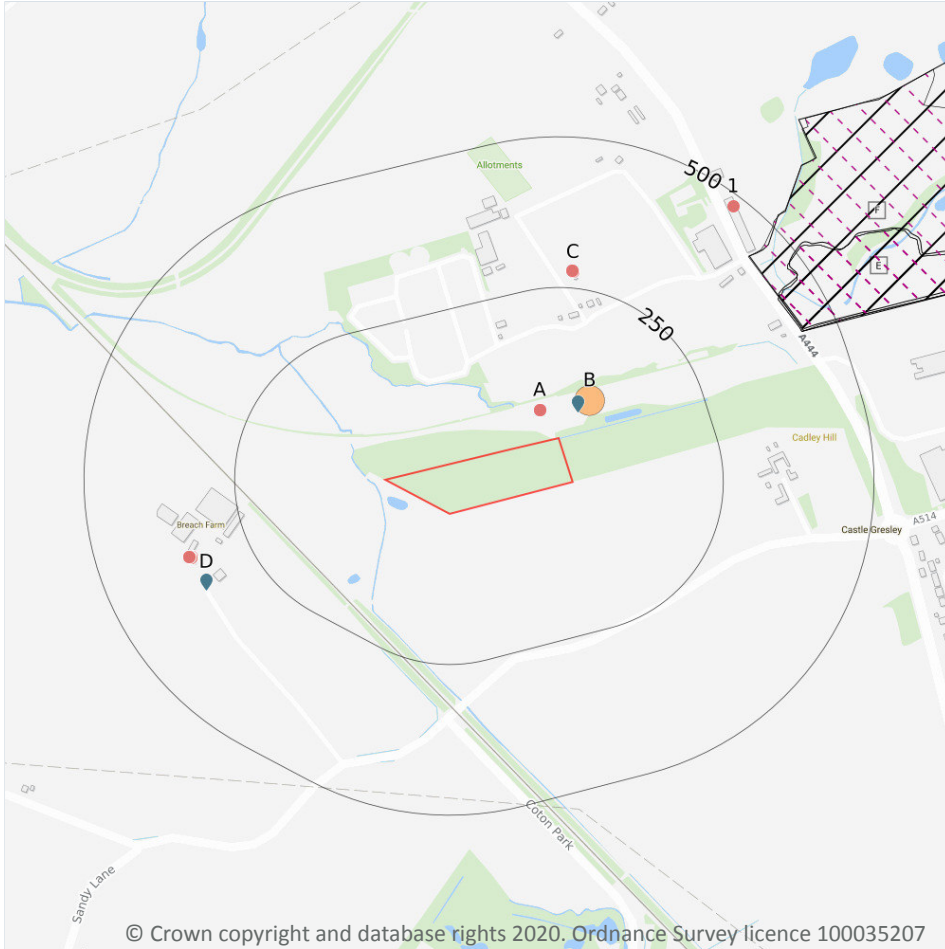 Allotments
500
1
F
C
E
250
A444
B
A
Cadley Hill
A514
Breach Farm
Castle Gresley
D
Coton Park
Sandy Lane
© Crown copyright and database rights 2020. Ordnance Survey licence 100035207